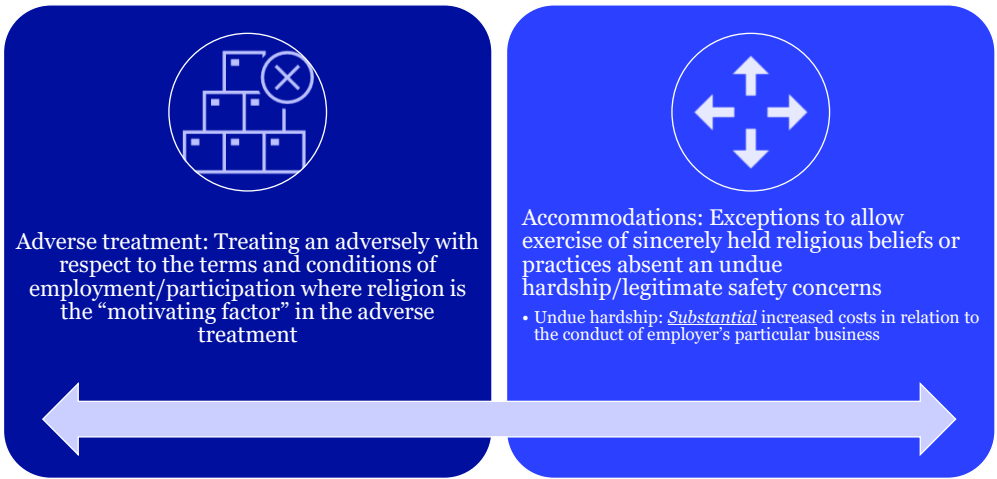 Adverse treatment: Treating an adversely with
respect to the terms and conditions of
employment/participation where religion is
the “motivating factor” in the adverse
treatment
Accommodations: Exceptions to allow
exercise of sincerely held religious beliefs or
practices absent an undue
hardship/legitimate safety concerns
• Undue hardship: Substantial increased costs in relation to
the conduct of employer’s particular business